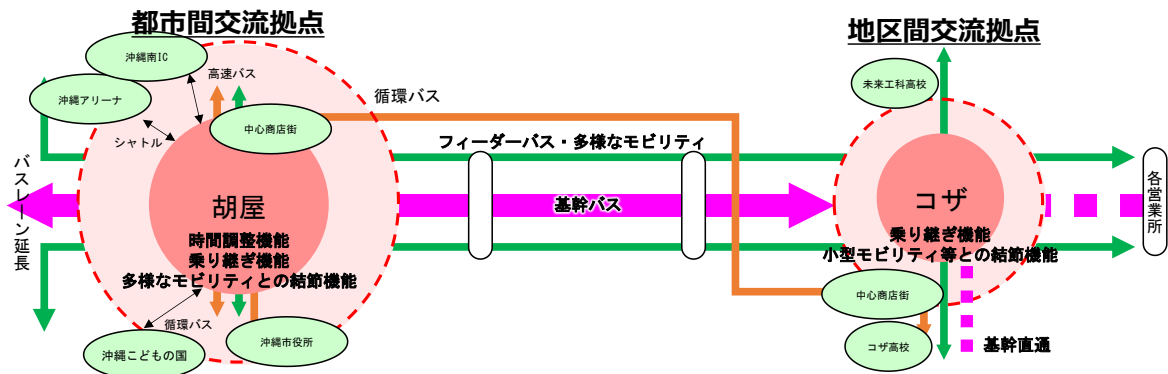 都市間交流拠点
地区間交流拠点
沖縄南IC
高速バス
沖縄アリーナ
シャトル
中心商店街
循環バス
未来工科高校
フィーダーバス・多様なモビリティ
バスレーン延長
胡屋
時間調整機能
乗り継ぎ機能
多様なモビリティとの結節機能
基幹バス
コザ
乗り継ぎ機能
小型モビリティ等との結節機能
各営業所
循環バス
沖縄こどもの国
沖縄市役所
中心商店街
コザ高校
基幹直通